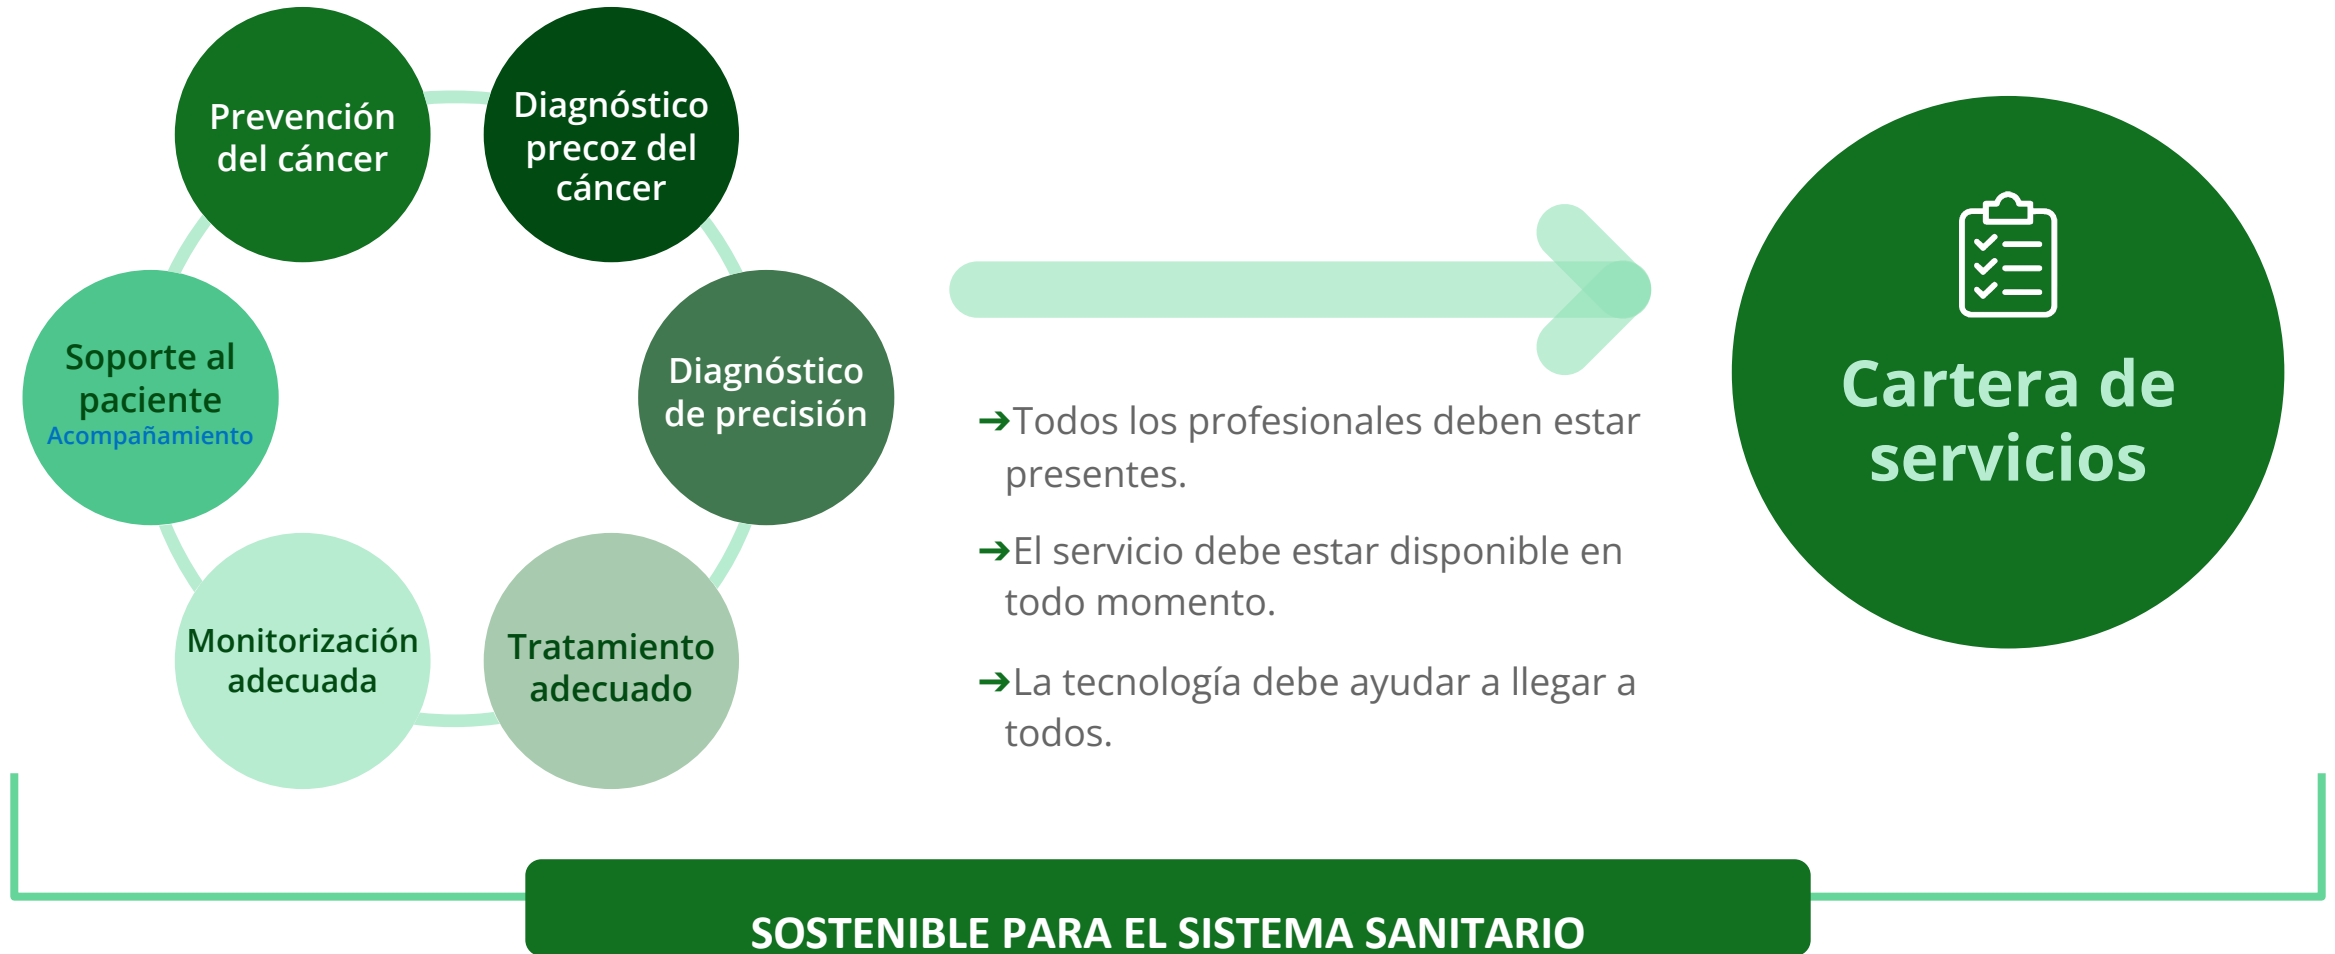 Prevención
del cáncer
Diagnóstico
precoz del
cáncer
Diagnóstico
de precisión
Tratamiento
adecuado
Monitorización
adecuada
Soporte al
paciente
Acompañamiento
➔Todos los profesionales deben estar
presentes.
➔El servicio debe estar disponible en
todo momento.
➔La tecnología debe ayudar a llegar a
todos.
Cartera de
servicios
SOSTENIBLE PARA EL SISTEMA SANITARIO